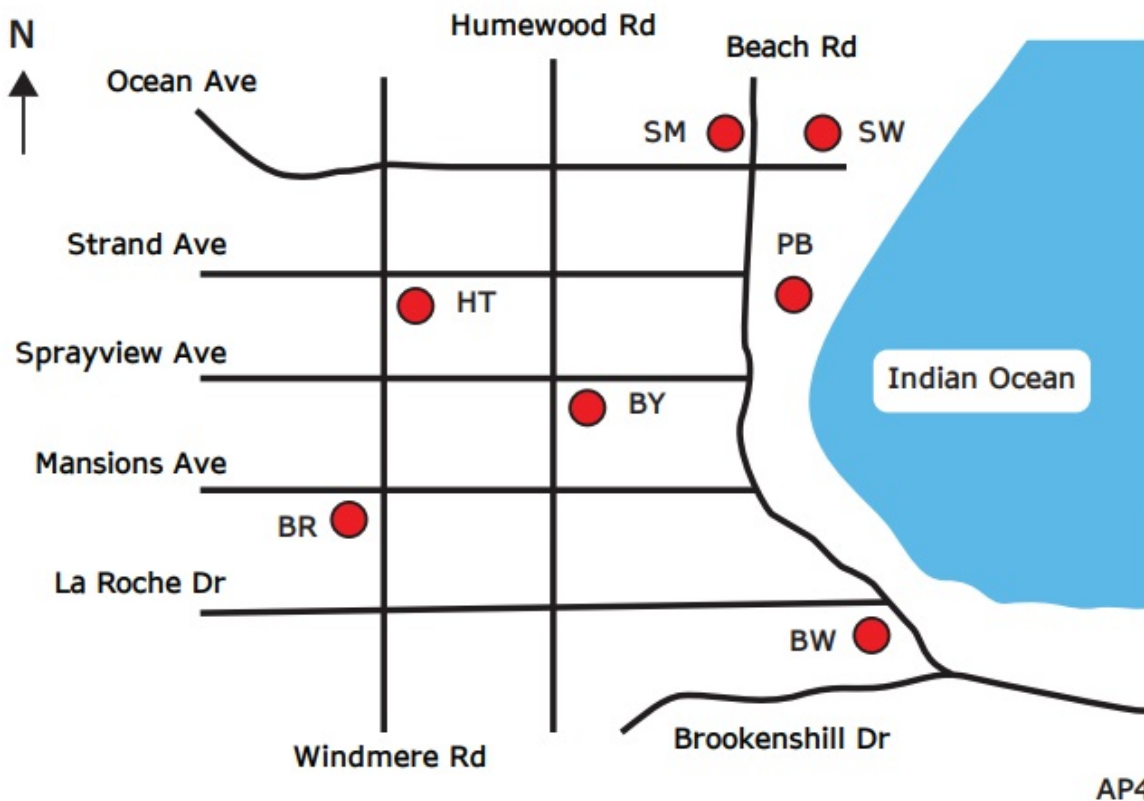 N
Humewood Rd
Beach Rd
Ocean Ave
SM
SW
Strand Ave
PB
HT
Sprayview Ave
Indian Ocean
BY
Mansions Ave
BR
La Roche Dr
BW
Brookenshill Dr
Windmere Rd
AP4